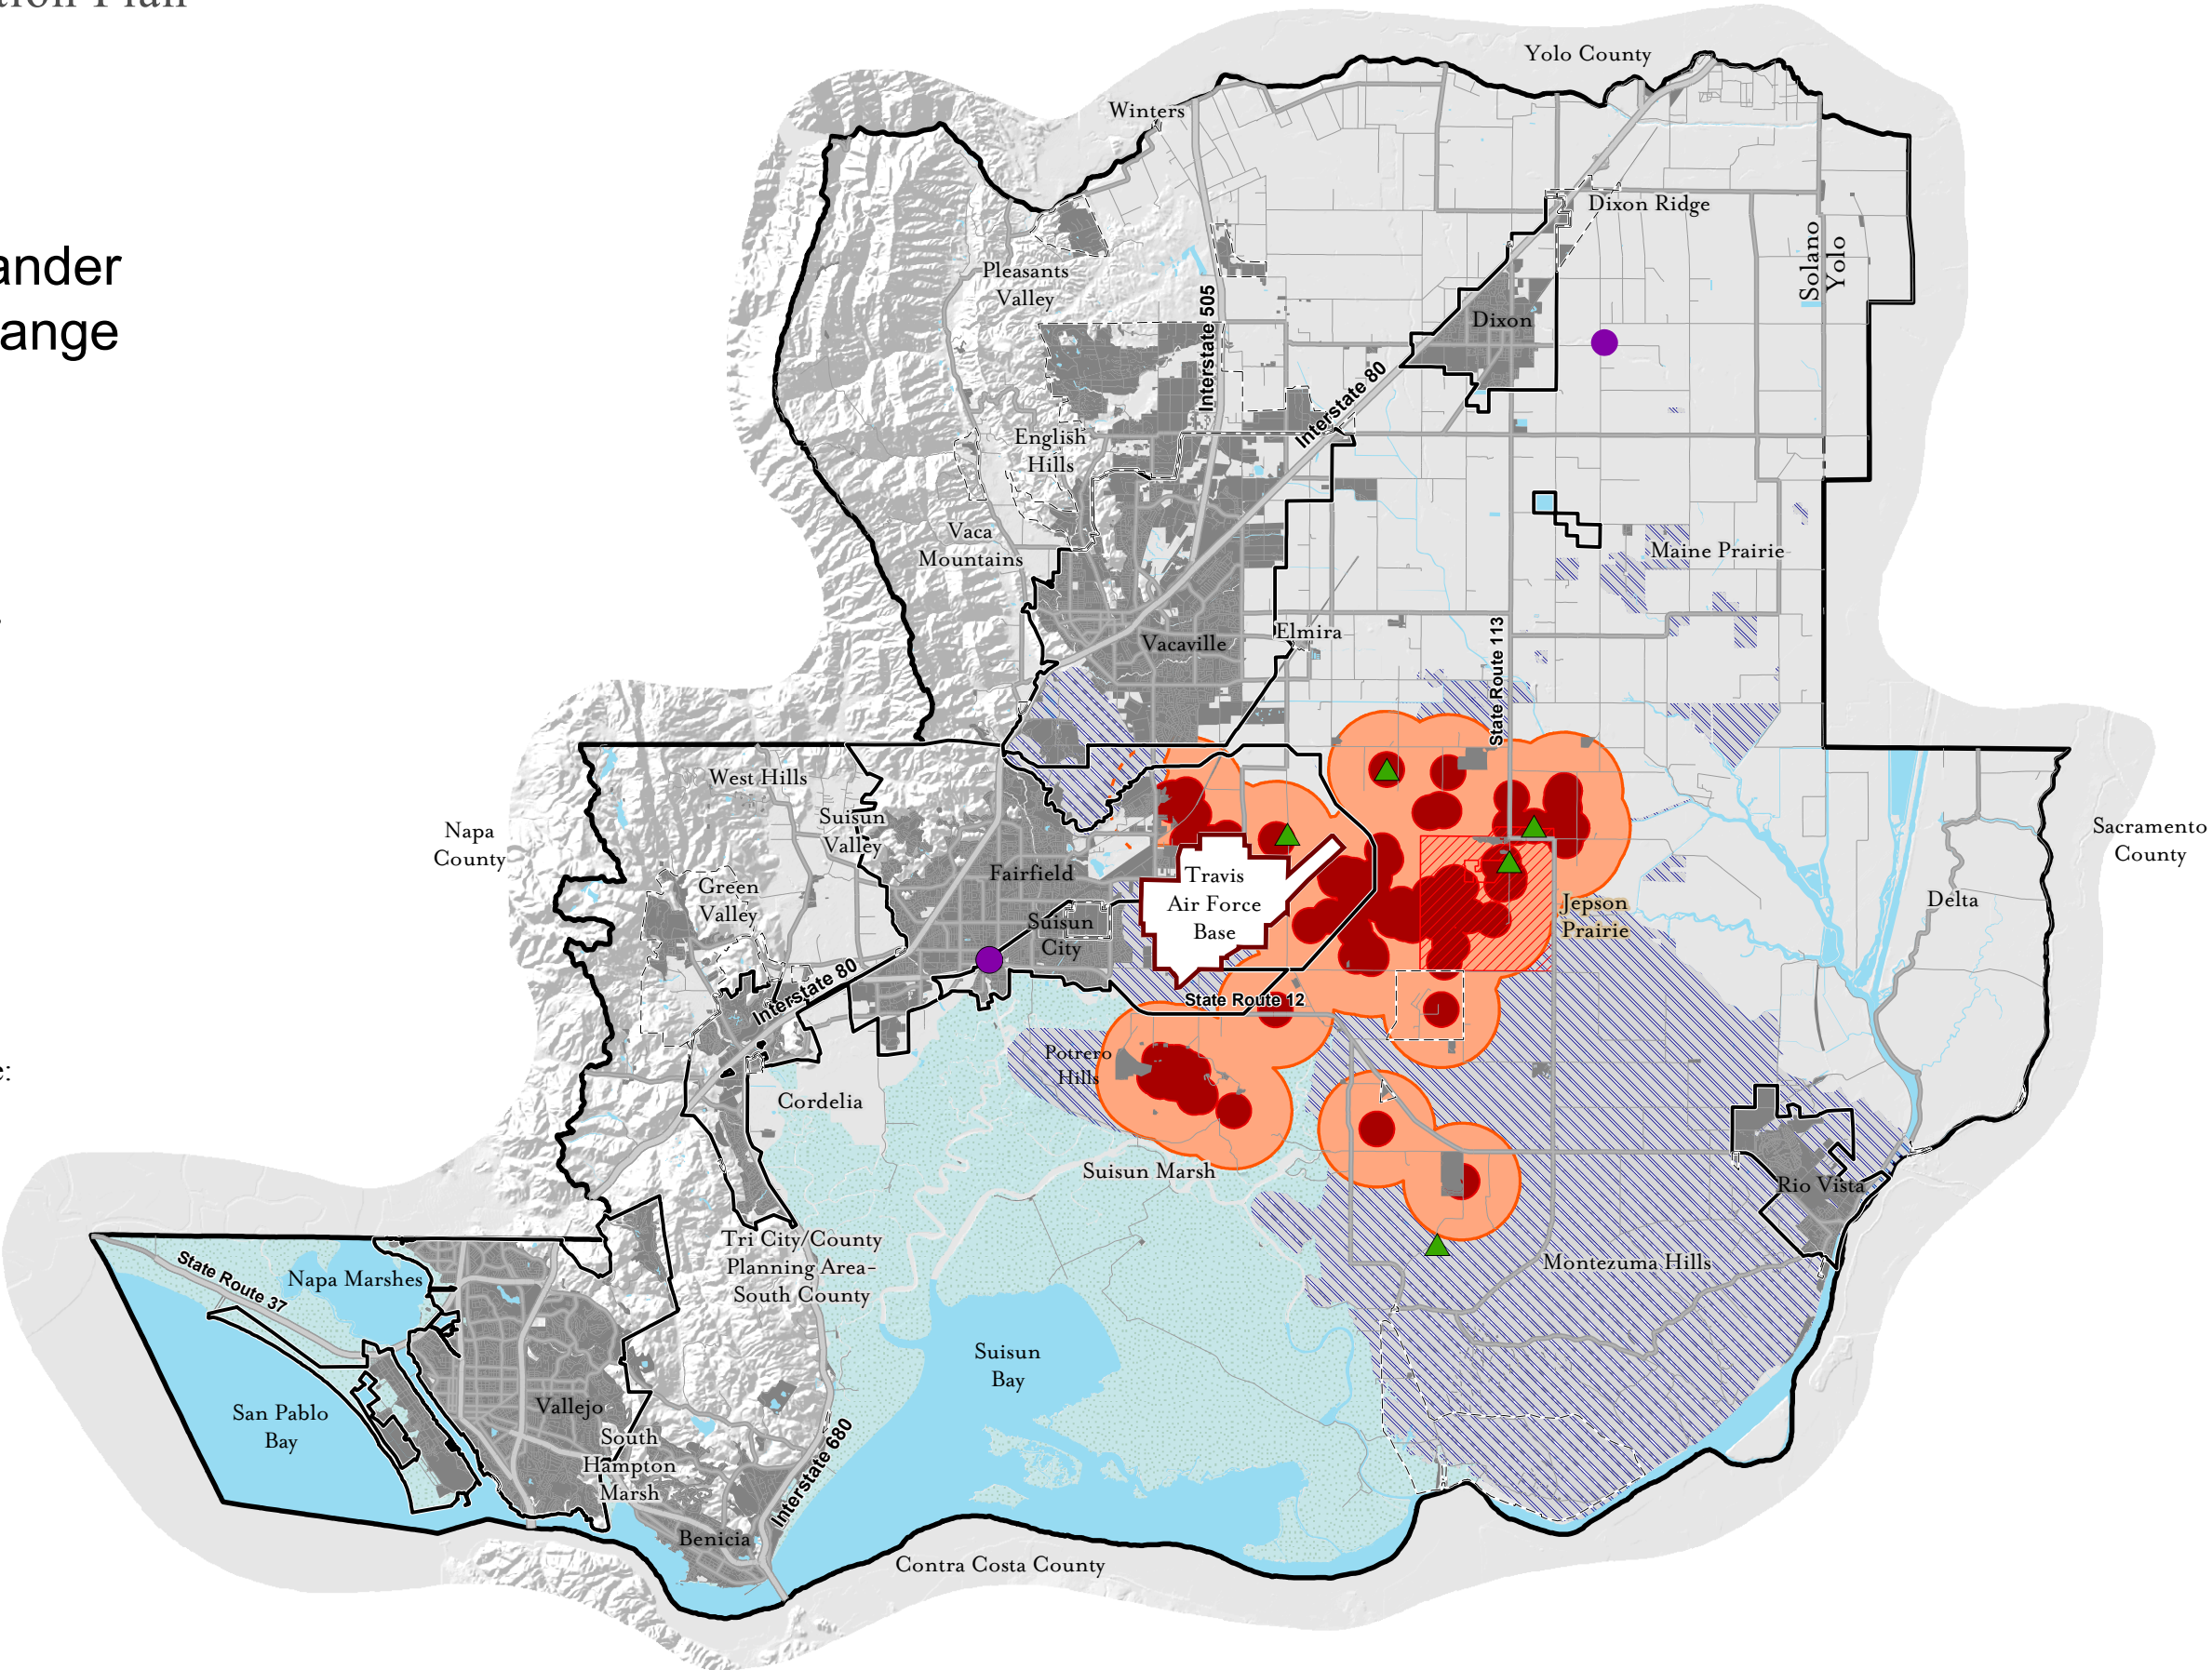 tion Plan
ander
ange
e:
Yolo County
Winters
Dixon Ridge
Solano
Yolo
Pleasants
Valley
Interstate 505
Dixon
Interstate 80
English
Hills
Vaca
Mountains
Maine Prairie
Vacaville
Elmira
State Route 113
West Hills
Suisun
Valley
Napa
County
Sacramento
County
Fairfield
Travis
Air Force
Base
Green
Valley
Suisun
City
Jepson
Prairie
Delta
Interstate 80
State Route 12
Potrero
Hills
Cordelia
Suisun Marsh
Rio Vista
Tri City/County
Planning Area-
South County
Montezuma Hills
State Route 37
Napa Marshes
Suisun
Bay
San Pablo
Bay
Vallejo
South
Hampton
Marsh
Interstate 680
Benicia
Contra Costa County